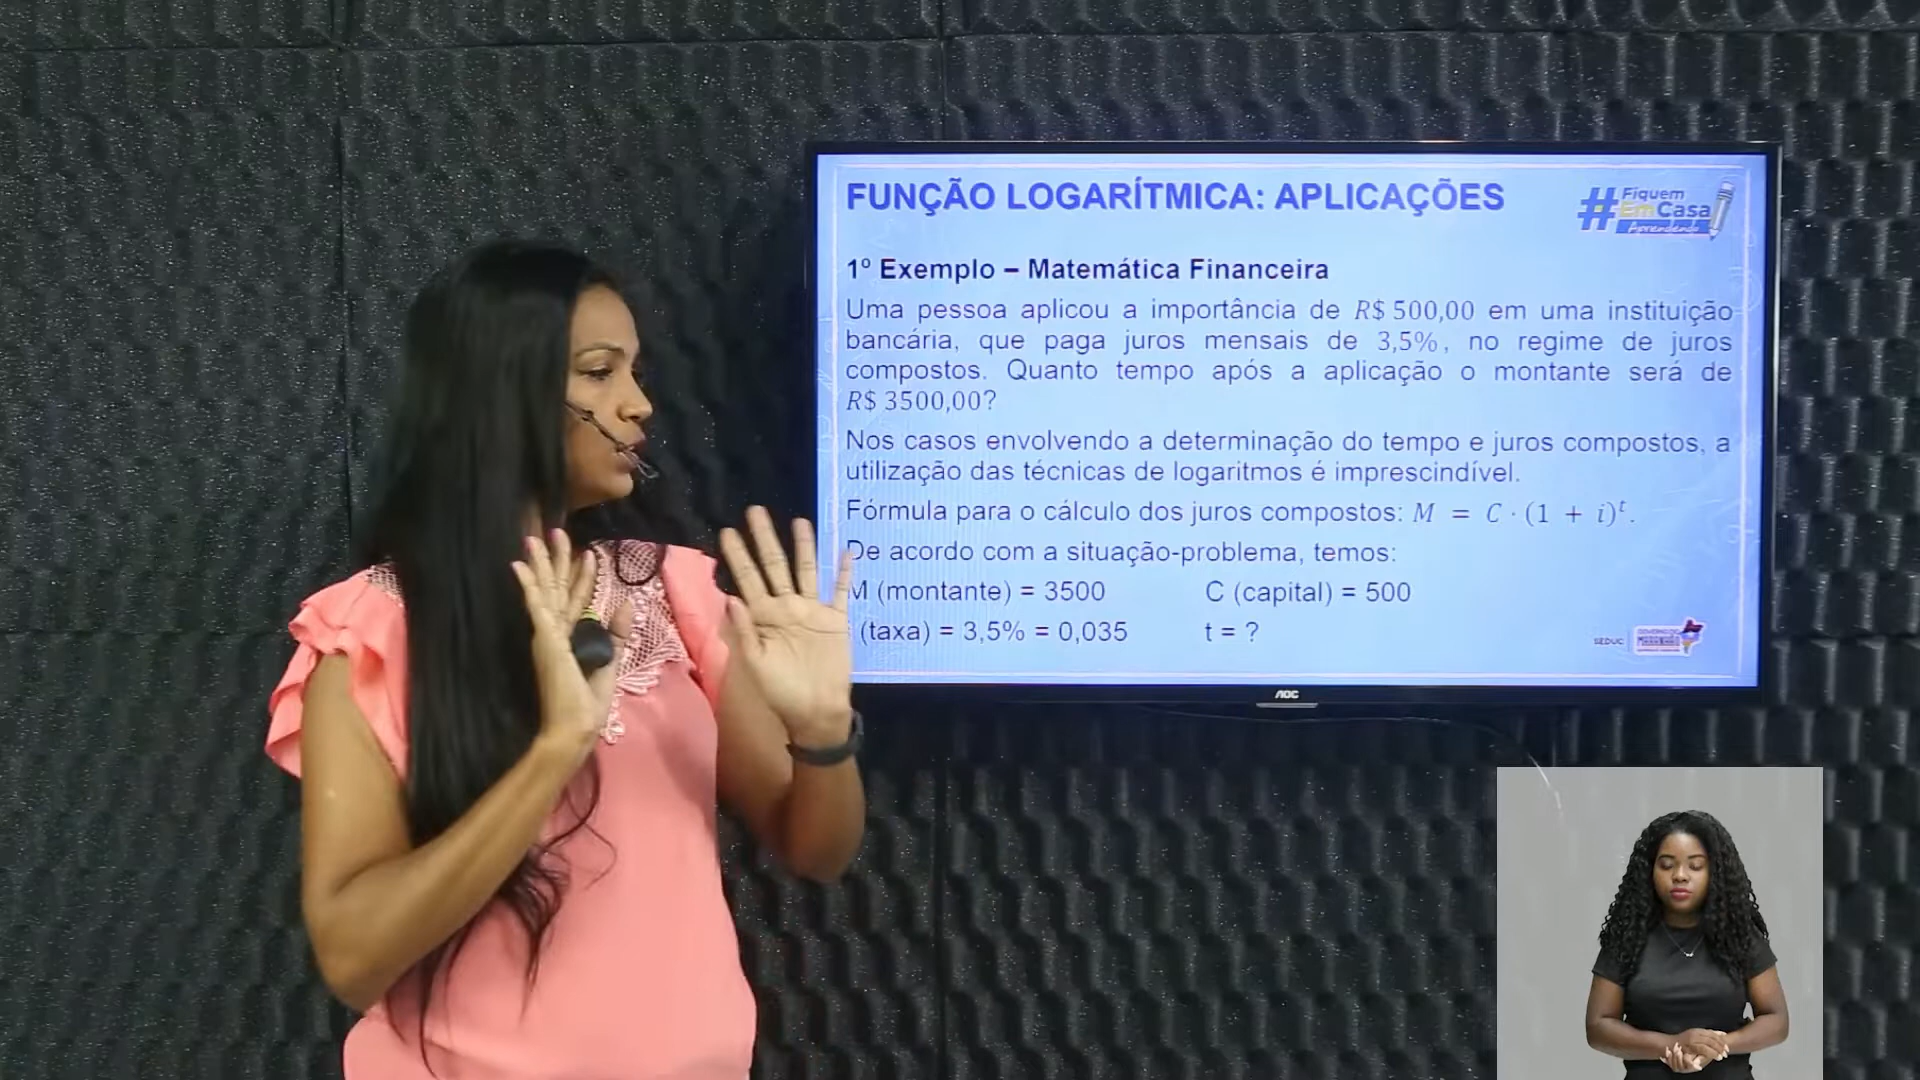 FUNÇÃO LOGARÍTMICA: APLICAÇÕES
#Fiquem
EmCasa
Aprendendo
1º Exemplo – Matemática Financeira
Uma pessoa aplicou a importância de R$ 500,00 em uma instituição
bancária, que paga juros mensais de 3,5%, no regime de juros
compostos. Quanto tempo após a aplicação o montante será de
R$ 3500,00?
Nos casos envolvendo a determinação do tempo e juros compostos, a
utilização das técnicas de logaritmos é imprescindível.
Fórmula para o cálculo dos juros compostos: M = C · (1 + i)ᵗ.
De acordo com a situação-problema, temos:
M (montante) = 3500 C (capital) = 500
(taxa) = 3,5% = 0,035 t = ?
SEDUC
GOVERNO DO
MARANHÃO
AOC